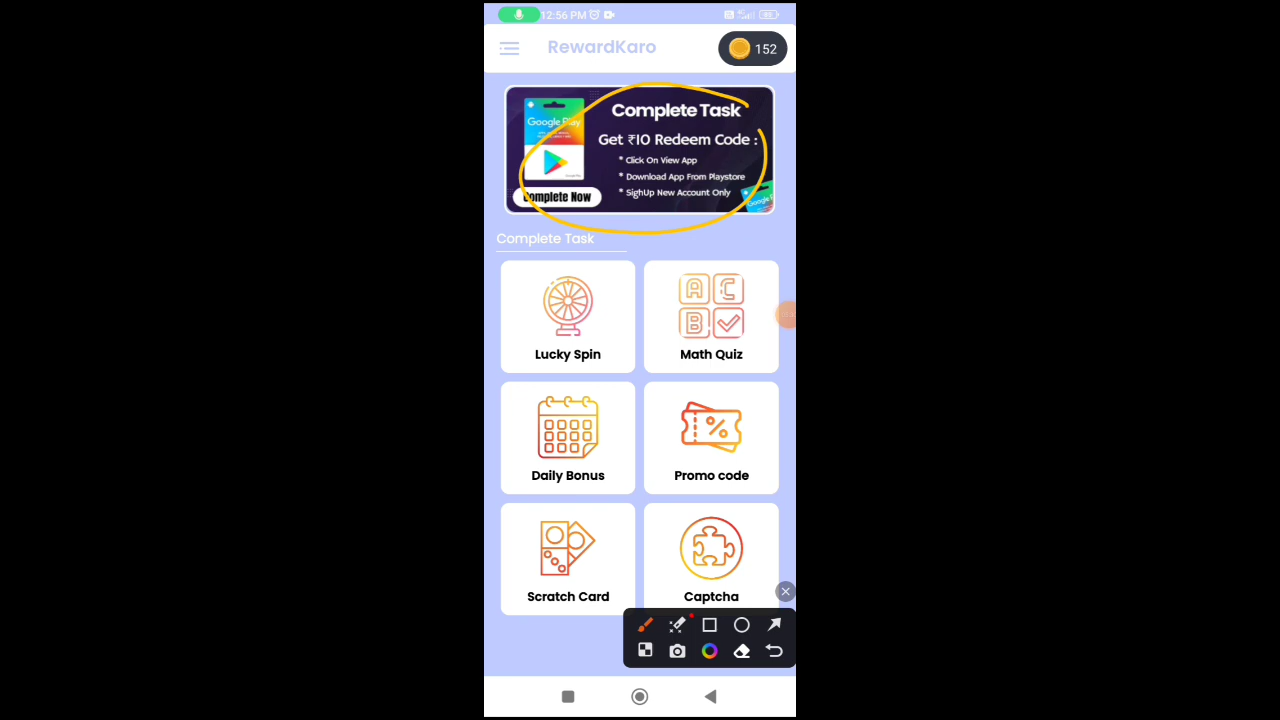 12:56 PM
RewardKaro
152
Google Play
Complete Task
Get ₹10 Redeem Code :
* Click On View App
* Download App From Playstore
* SighUp New Account Only
Complete Now
Complete Task
Lucky Spin
Math Quiz
Daily Bonus
Promo code
Scratch Card
Captcha